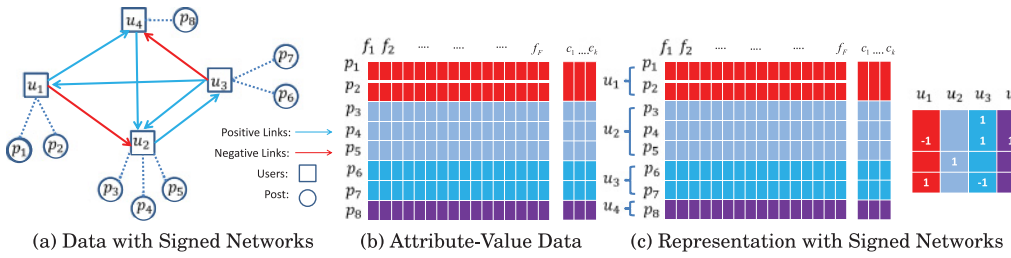 u4
p8
u1
u3
p7
p6
p1
p2
u2
p3
p4
p5
Positive Links:
Negative Links:
Users:
Post:
(a) Data with Signed Networks
f1 f2 .... .... .... fF c1 .... ck
p1
p2
p3
p4
p5
p6
p7
p8
(b) Attribute-Value Data
f1 f2 .... .... .... fF c1 .... ck
u1
u2
u3
u4
p1
p2
p3
p4
p5
p6
p7
p8
u1 u2 u3
1
-1 1
1
1 -1
(c) Representation with Signed Networks